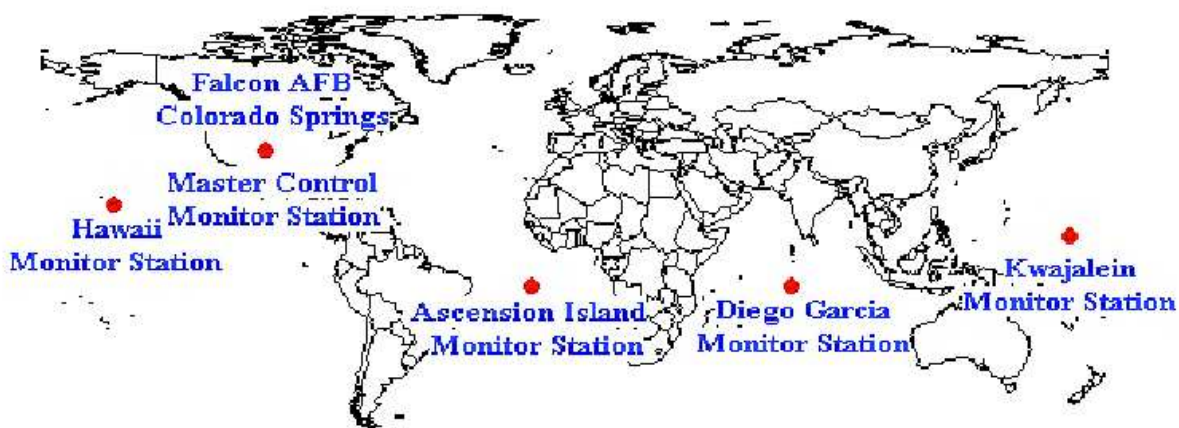 Falcon AFB
Colorado Springs
Master Control
Monitor Station
Hawaii
Monitor Station
Ascension Island
Monitor Station
Diego Garcia
Monitor Station
Kwajalein
Monitor Station